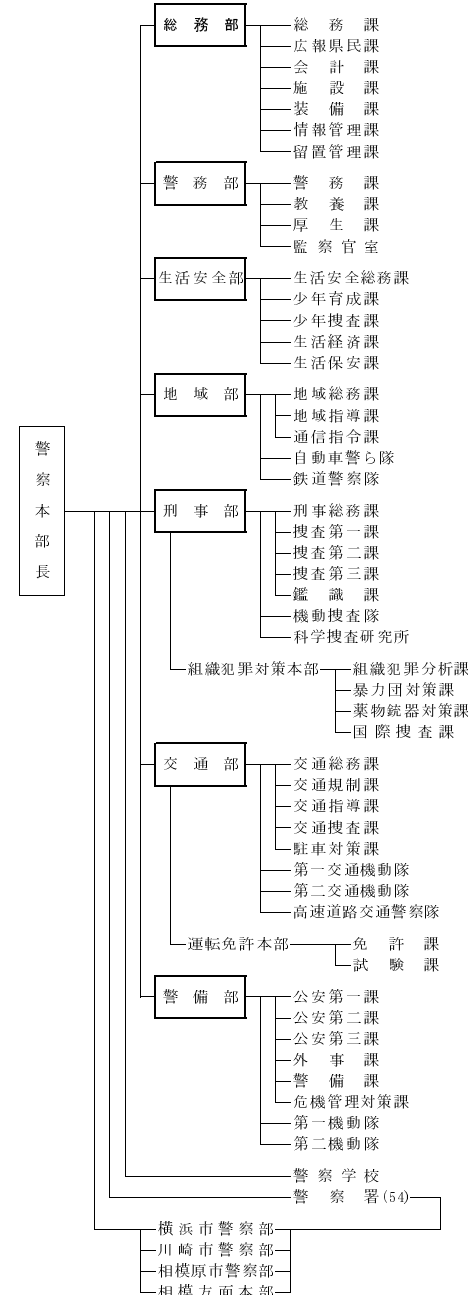 警察本部長
総務部
総務課
広報県民課
会計課
施設課
装備課
情報管理課
留置管理課
警務部
警務課
教養課
厚生課
監察官室
生活安全部
生活安全総務課
少年育成課
少年捜査課
生活経済課
生活保安課
地域部
地域総務課
地域指導課
通信指令課
自動車警ら隊
鉄道警察隊
刑事部
刑事総務課
捜査第一課
捜査第二課
捜査第三課
鑑識課
機動捜査隊
科学捜査研究所
組織犯罪対策本部
組織犯罪分析課
暴力団対策課
薬物銃器対策課
国際捜査課
交通部
交通総務課
交通規制課
交通指導課
交通捜査課
駐車対策課
第一交通機動隊
第二交通機動隊
高速道路交通警察隊
運転免許本部
免許課
試験課
警備部
公安第一課
公安第二課
公安第三課
外事課
警備課
危機管理対策課
第一機動隊
第二機動隊
警察学校
警察署(54)
横浜市警察部
川崎市警察部
相模原市警察部
相模方面本部